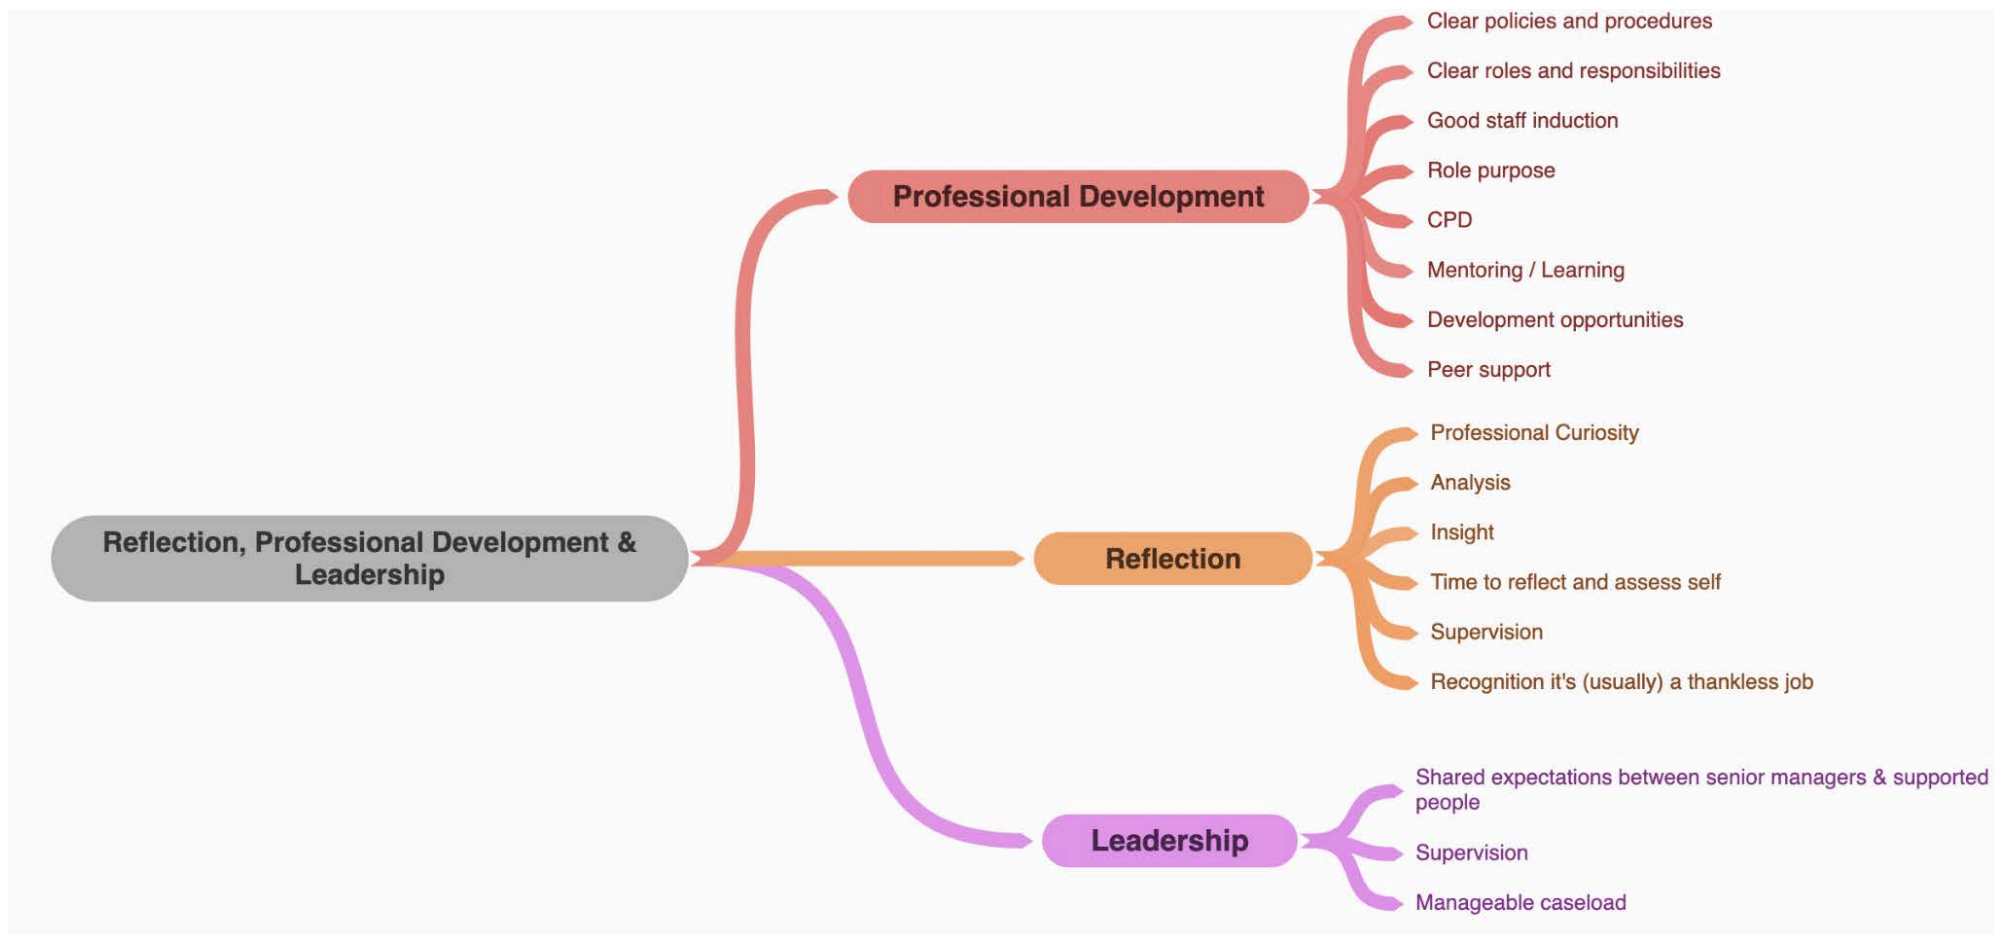 Clear policies and procedures
Clear roles and responsibilities
Good staff induction
Role purpose
Professional Development
CPD
Mentoring / Learning
Development opportunities
Peer support
Professional Curiosity
Analysis
Insight
Reflection, Professional Development &
Leadership
Reflection
Time to reflect and assess self
Supervision
Recognition it's (usually) a thankless job
Shared expectations between senior managers & supported
people
Leadership
Supervision
Manageable caseload